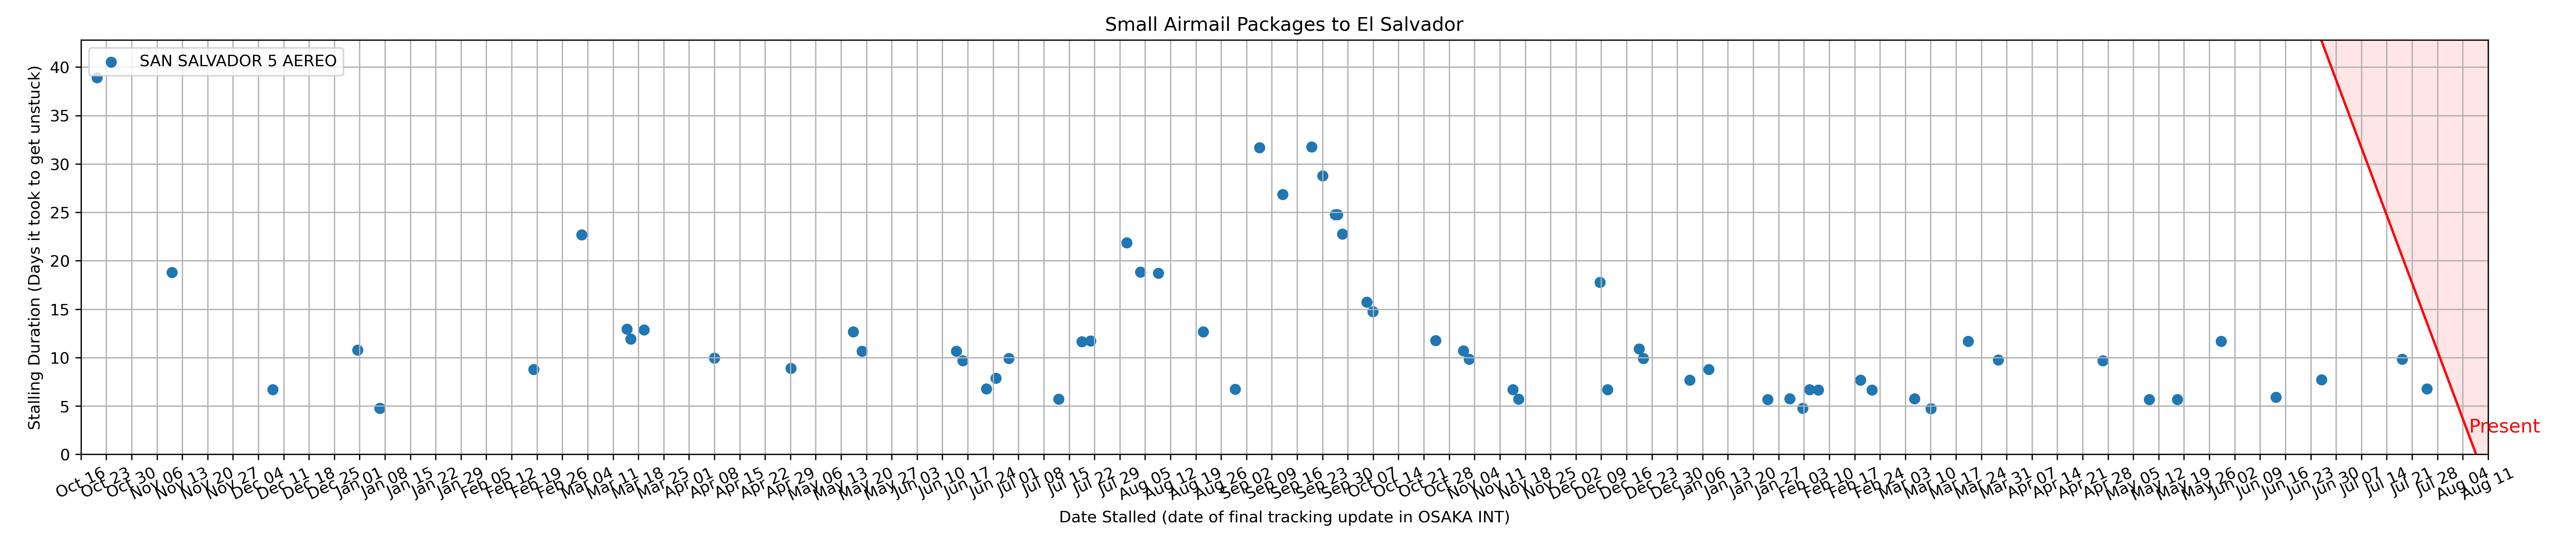 Small Airmail Packages to El Salvador
SAN SALVADOR 5 AEREO
Stalling Duration (Days it took to get unstuck)
40
35
30
25
20
15
10
5
0
Present
Oct 16 Oct 23 Oct 30 Nov 06 Nov 13 Nov 20 Nov 27 Dec 04 Dec 11 Dec 18 Dec 25 Jan 01 Jan 08 Jan 15 Jan 22 Jan 29 Feb 05 Feb 12 Feb 19 Feb 26 Mar 04 Mar 11 Mar 18 Mar 25 Apr 01 Apr 08 Apr 15 Apr 22 Apr 29 May 06 May 13 May 20 May 27 Jun 03 Jun 10 Jun 17 Jun 24 Jul 01 Jul 08 Jul 15 Jul 22 Jul 29 Aug 05 Aug 12 Aug 19 Aug 26 Sep 02 Sep 09 Sep 16 Sep 23 Sep 30 Oct 07 Oct 14 Oct 21 Oct 28 Nov 04 Nov 11 Nov 18 Nov 25 Dec 02 Dec 09 Dec 16 Dec 23 Dec 30 Jan 06 Jan 13 Jan 20 Jan 27 Feb 03 Feb 10 Feb 17 Feb 24 Mar 03 Mar 10 Mar 17 Mar 24 Mar 31 Apr 07 Apr 14 Apr 21 Apr 28 May 05 May 12 May 19 May 26 Jun 02 Jun 09 Jun 16 Jun 23 Jun 30 Jul 07 Jul 14 Jul 21 Jul 28 Aug 04 Aug 11
Date Stalled (date of final tracking update in OSAKA INT)